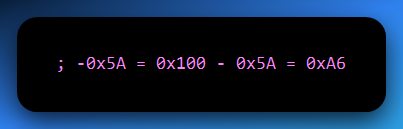 ; -0x5A = 0x100 - 0x5A = 0xA6